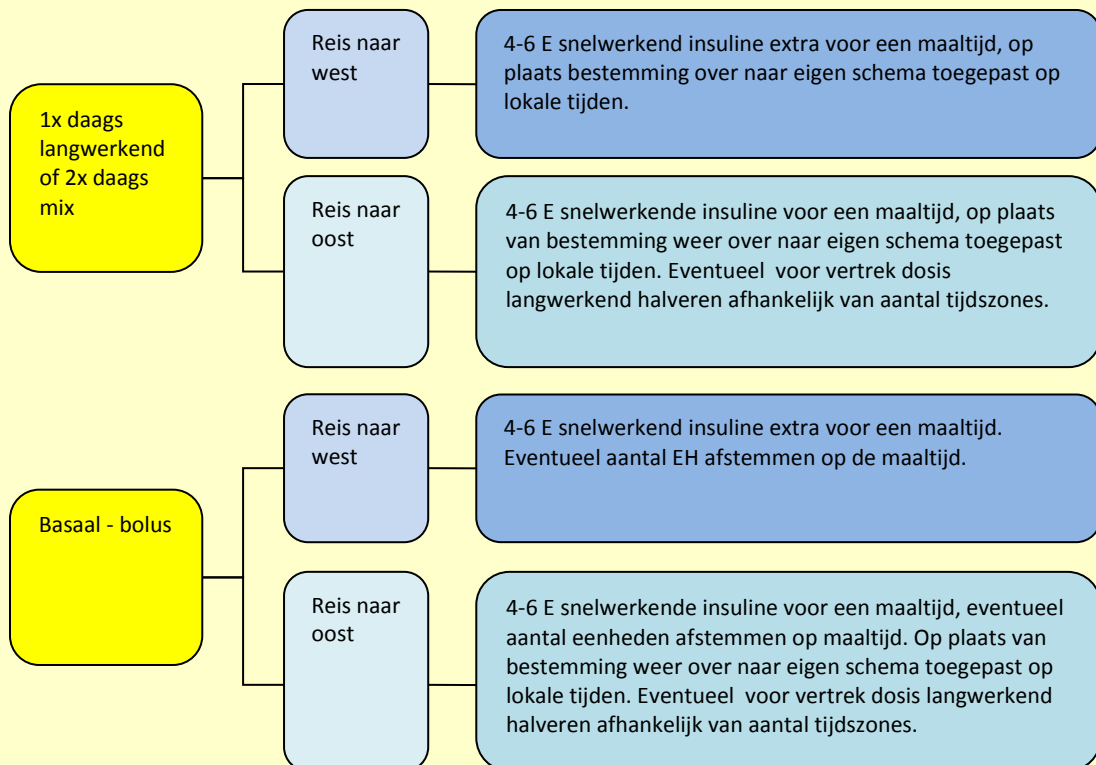 1x daags
langwerkend
of 2x daags
mix
Reis naar
west
4-6 E snelwerkend insuline extra voor een maaltijd, op
plaats bestemming over naar eigen schema toegepast op
lokale tijden.
Reis naar
oost
4-6 E snelwerkende insuline voor een maaltijd, op plaats
van bestemming weer over naar eigen schema toegepast
op lokale tijden. Eventueel  voor vertrek dosis
langwerkend halveren afhankelijk van aantal tijdszones.
Basaal - bolus
Reis naar
west
4-6 E snelwerkend insuline extra voor een maaltijd.
Eventueel aantal EH afstemmen op de maaltijd.
Reis naar
oost
4-6 E snelwerkende insuline voor een maaltijd, eventueel
aantal eenheden afstemmen op maaltijd. Op plaats van
bestemming weer over naar eigen schema toegepast op
lokale tijden. Eventueel  voor vertrek dosis langwerkend
halveren afhankelijk van aantal tijdszones.